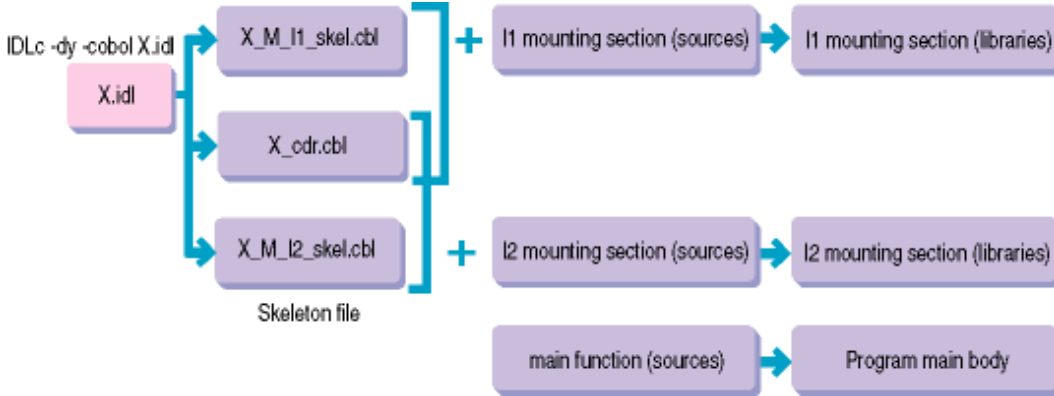 IDLc -dy -cobol X.idl
X.idl
X_M_I1_skel.cbl
X_cdr.cbl
X_M_I2_skel.cbl
Skeleton file
+
I1 mounting section (sources)
I1 mounting section (libraries)
+
I2 mounting section (sources)
I2 mounting section (libraries)
main function (sources)
Program main body